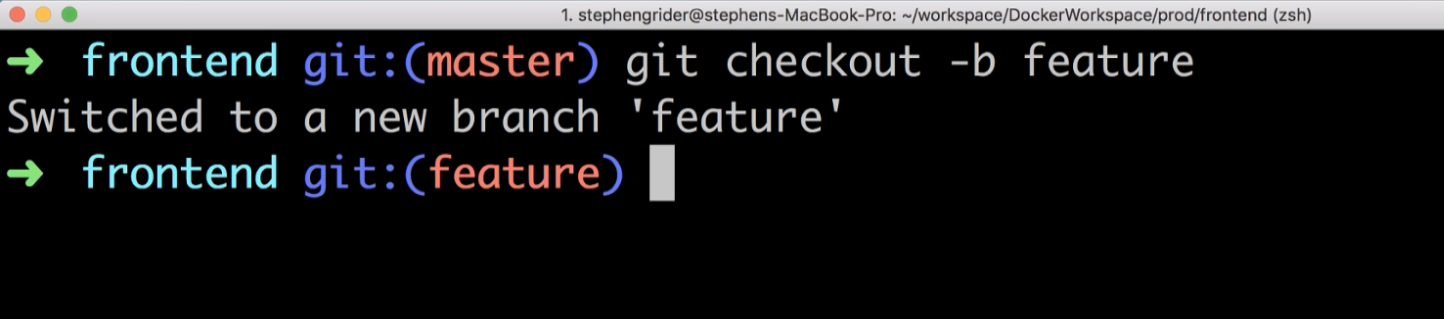 1. stephengrider@stephens-MacBook-Pro: ~/workspace/DockerWorkspace/prod/frontend (zsh)
➜ frontend git:(master) git checkout -b feature
Switched to a new branch 'feature'
➜ frontend git:(feature)